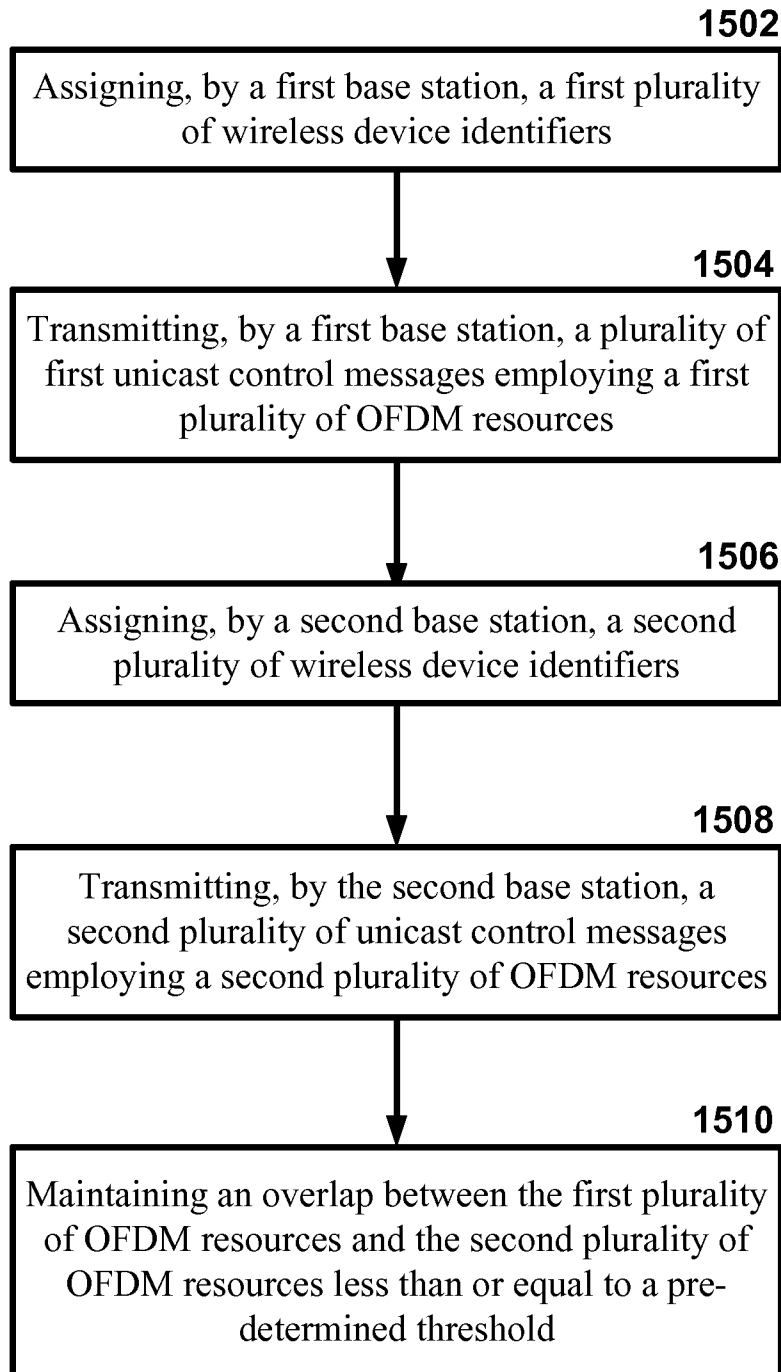 1502
Assigning, by a first base station, a first plurality
of wireless device identifiers
1504
Transmitting, by a first base station, a plurality of
first unicast control messages employing a first
plurality of OFDM resources
1506
Assigning, by a second base station, a second
plurality of wireless device identifiers
1508
Transmitting, by the second base station, a
second plurality of unicast control messages
employing a second plurality of OFDM resources
1510
Maintaining an overlap between the first plurality
of OFDM resources and the second plurality of
OFDM resources less than or equal to a pre-
determined threshold